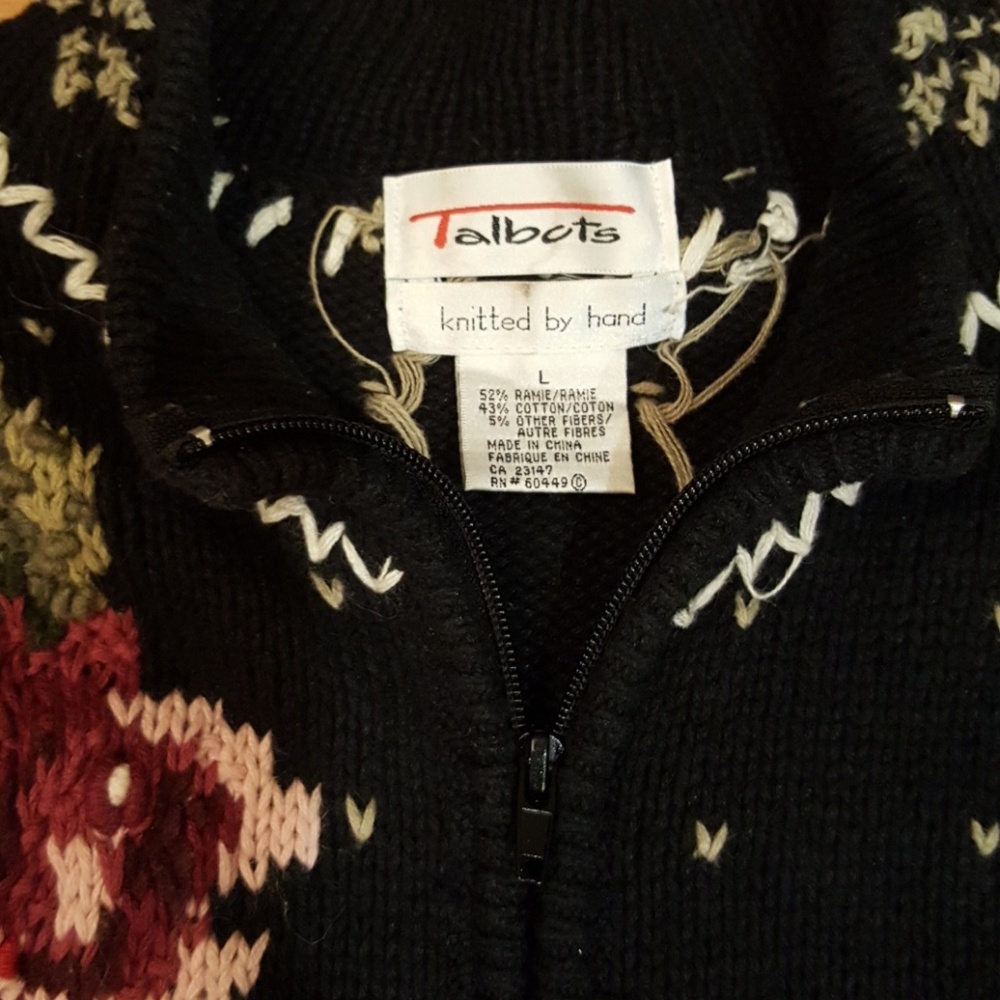 Talbots
knitted by hand
L
52% RAMIE/RAMIE
43% COTTON/COTON
5% OTHER FIBERS/
AUTRE FIBRES
MADE IN CHINA
FABRIQUE EN CHINE
CA 23147
RN# 60449 ©